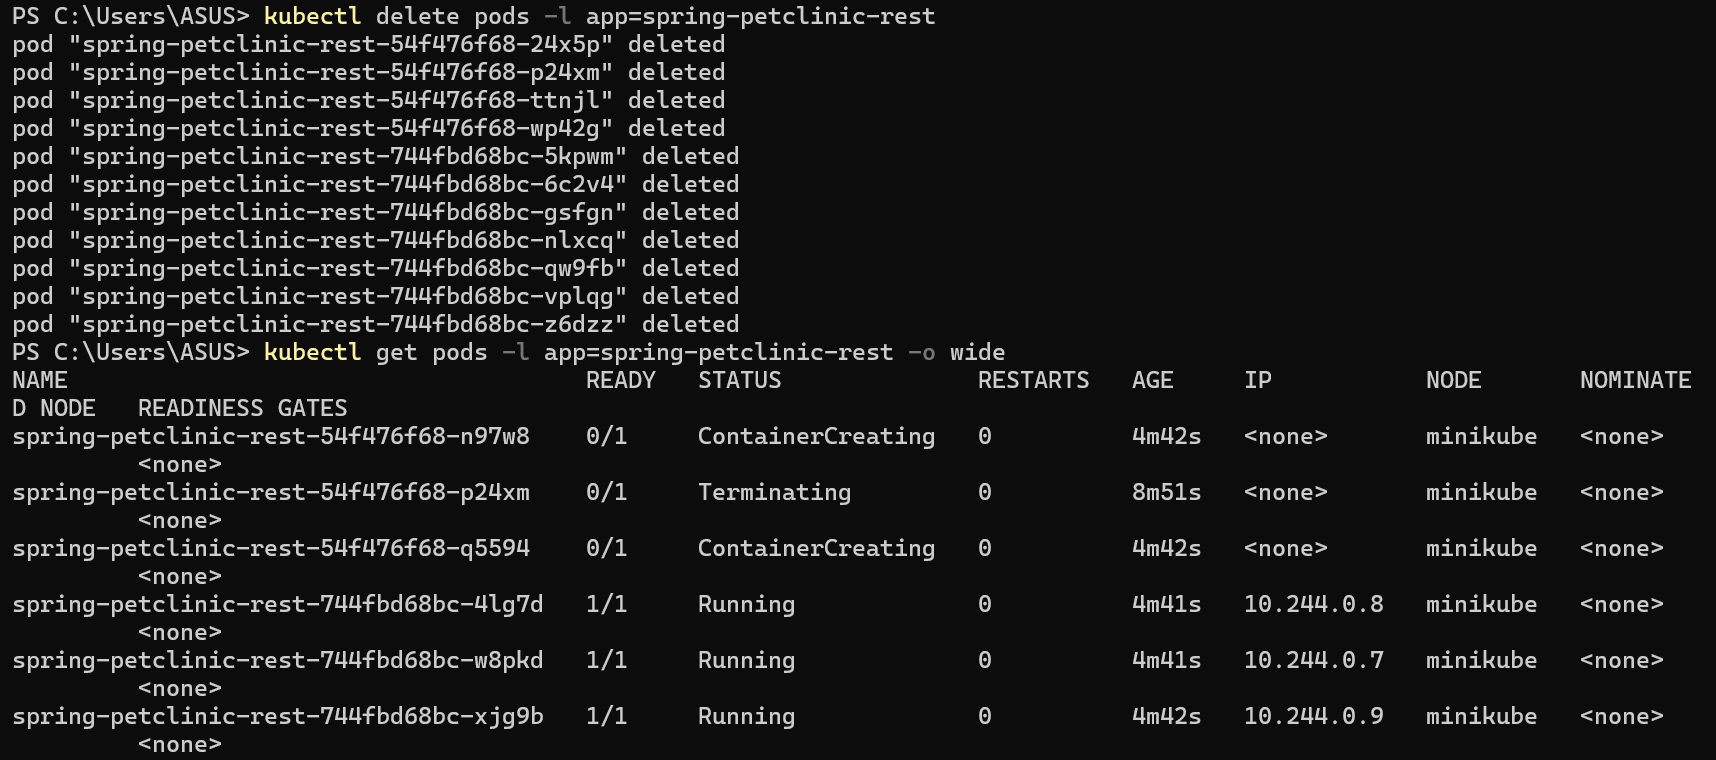 PS C:\Users\ASUS> kubectl delete pods -l app=spring-petclinic-rest
pod "spring-petclinic-rest-54f476f68-24x5p" deleted
pod "spring-petclinic-rest-54f476f68-p24xm" deleted
pod "spring-petclinic-rest-54f476f68-ttnjl" deleted
pod "spring-petclinic-rest-54f476f68-wp42g" deleted
pod "spring-petclinic-rest-744fbd68bc-5kpwm" deleted
pod "spring-petclinic-rest-744fbd68bc-6c2v4" deleted
pod "spring-petclinic-rest-744fbd68bc-gsfgn" deleted
pod "spring-petclinic-rest-744fbd68bc-nlxcq" deleted
pod "spring-petclinic-rest-744fbd68bc-qw9fb" deleted
pod "spring-petclinic-rest-744fbd68bc-vplqg" deleted
pod "spring-petclinic-rest-744fbd68bc-z6dzz" deleted
PS C:\Users\ASUS> kubectl get pods -l app=spring-petclinic-rest -o wide
NAME                                     READY   STATUS              RESTARTS   AGE     IP           NODE       NOMINATE
D NODE   READINESS GATES
spring-petclinic-rest-54f476f68-n97w8    0/1     ContainerCreating   0          4m42s   <none>       minikube   <none>
         <none>
spring-petclinic-rest-54f476f68-p24xm    0/1     Terminating         0          8m51s   <none>       minikube   <none>
         <none>
spring-petclinic-rest-54f476f68-q5594    0/1     ContainerCreating   0          4m42s   <none>       minikube   <none>
         <none>
spring-petclinic-rest-744fbd68bc-4lg7d   1/1     Running             0          4m41s   10.244.0.8   minikube   <none>
         <none>
spring-petclinic-rest-744fbd68bc-w8pkd   1/1     Running             0          4m41s   10.244.0.7   minikube   <none>
         <none>
spring-petclinic-rest-744fbd68bc-xjg9b   1/1     Running             0          4m42s   10.244.0.9   minikube   <none>
         <none>